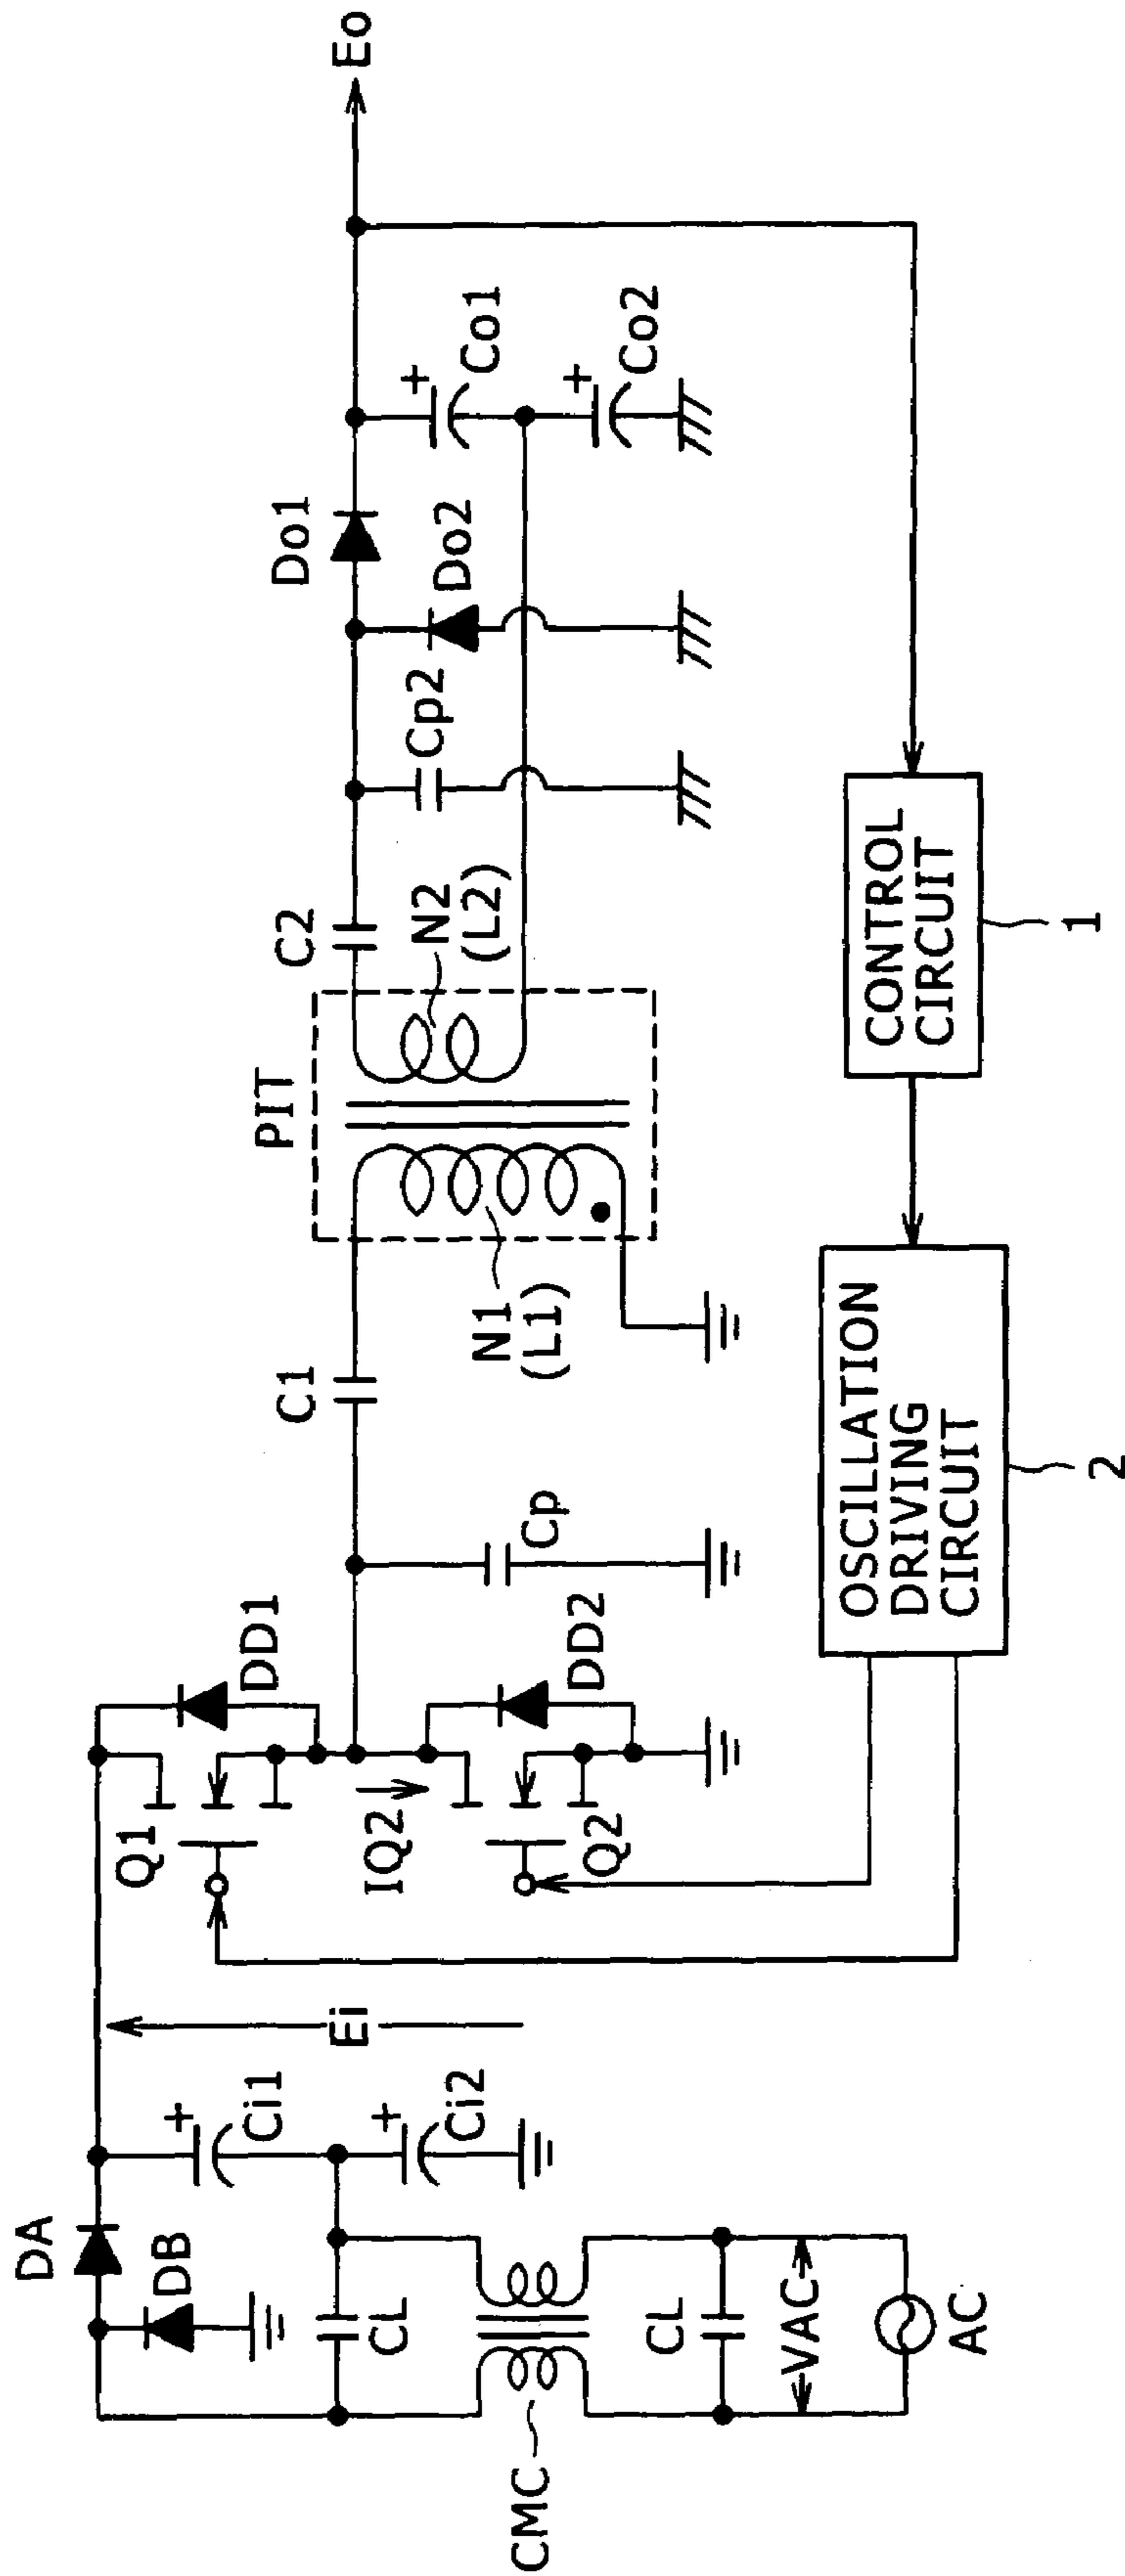 DA
DB
CL
CMC
CL
VAC
AC
+
Ci1
+
Ci2
Ei
Q1
DD1
IQ2
Q2
DD2
Cp
C1
PIT
N1
(L1)
N2
(L2)
C2
Cp2
Do1
Do2
+
Co1
+
Co2
Eo
OSCILLATION
DRIVING
CIRCUIT
2
CONTROL
CIRCUIT
1